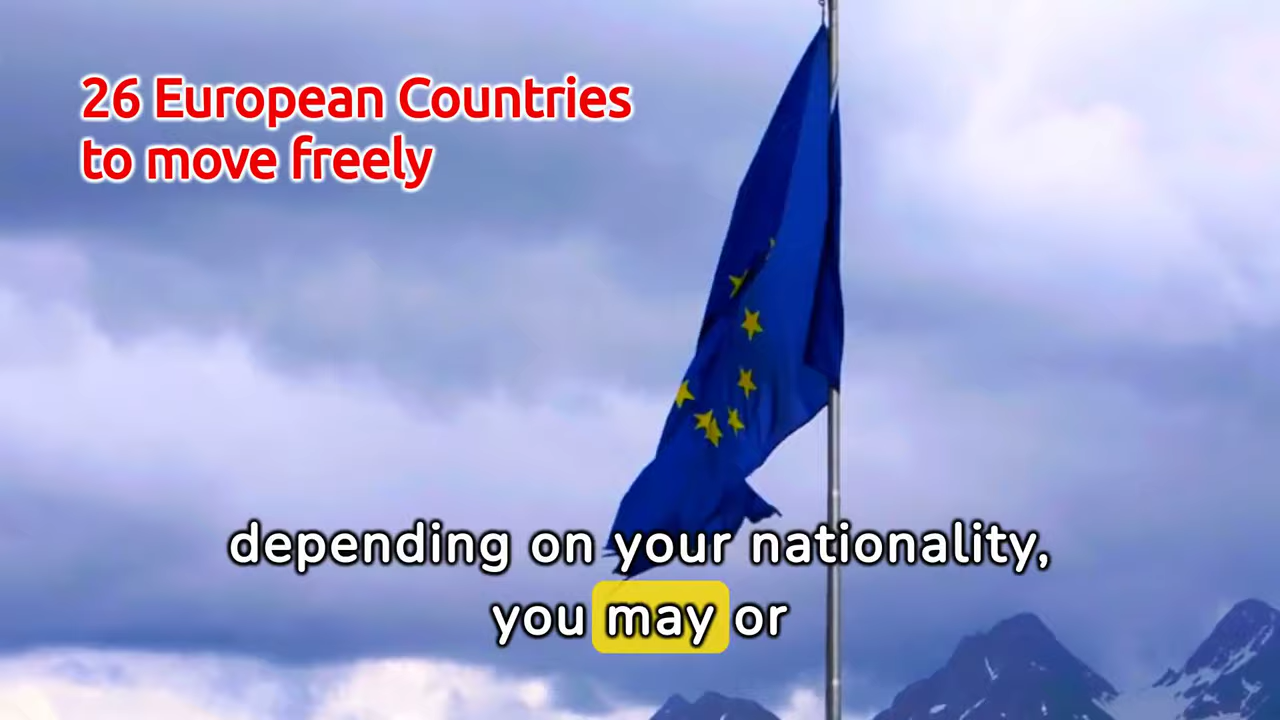 26 European Countries
to move freely
depending on your nationality,
you may or